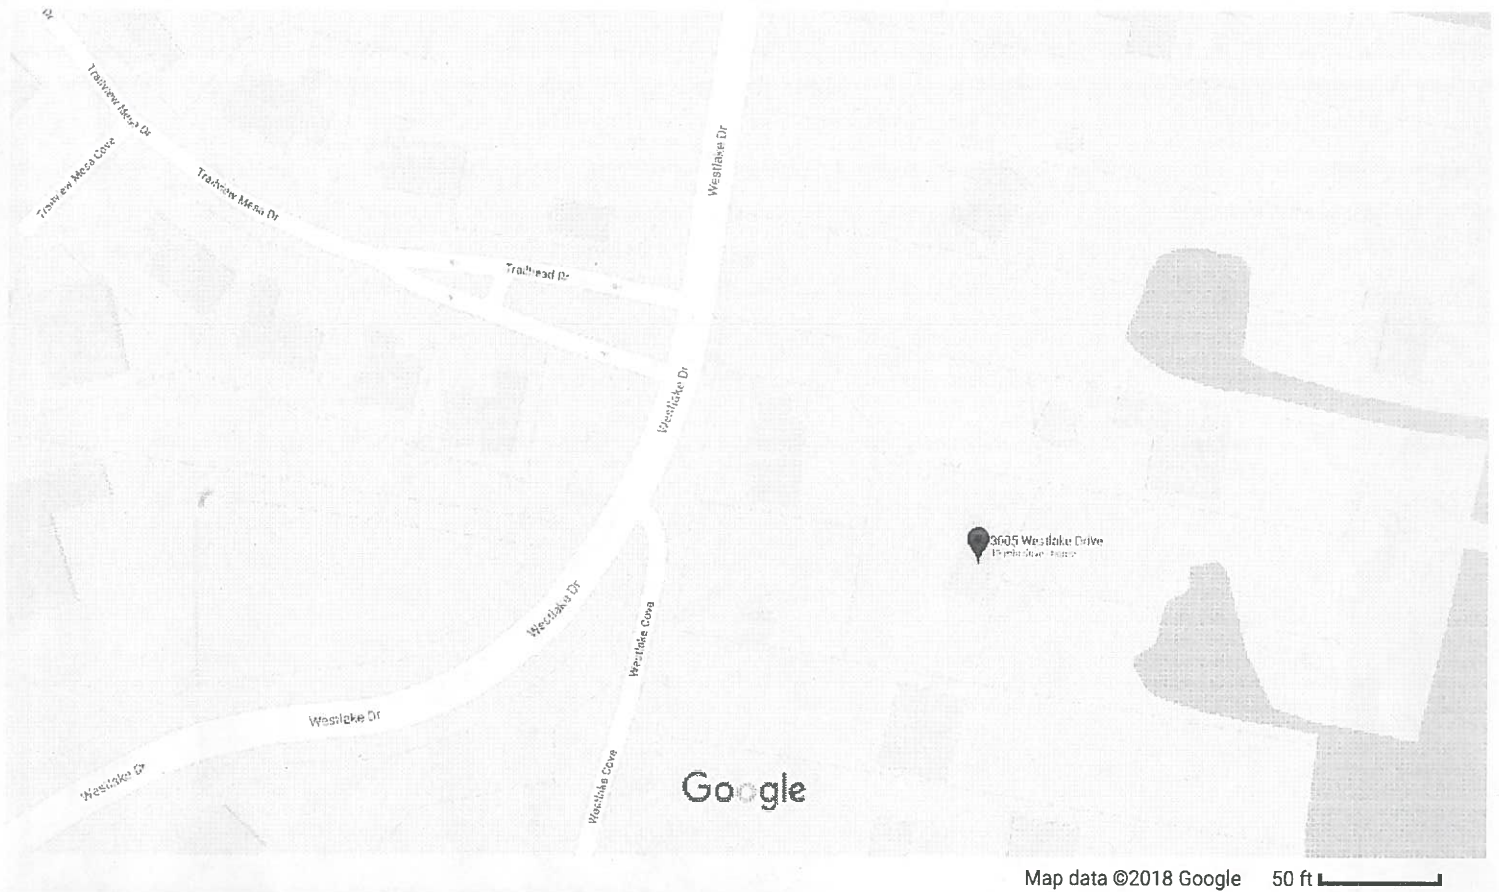 Dr
Trailview Mesa Dr
Trailview Mesa Cove
Trailview Mesa Dr
Westlake Dr
Trailhead Dr
Westlake Dr
3605 Westlake Drive
Westlake Dr
Westlake Cove
Westlake Dr
Westlake Dr
Westlake Cove
Google
Map data ©2018 Google 50 ft